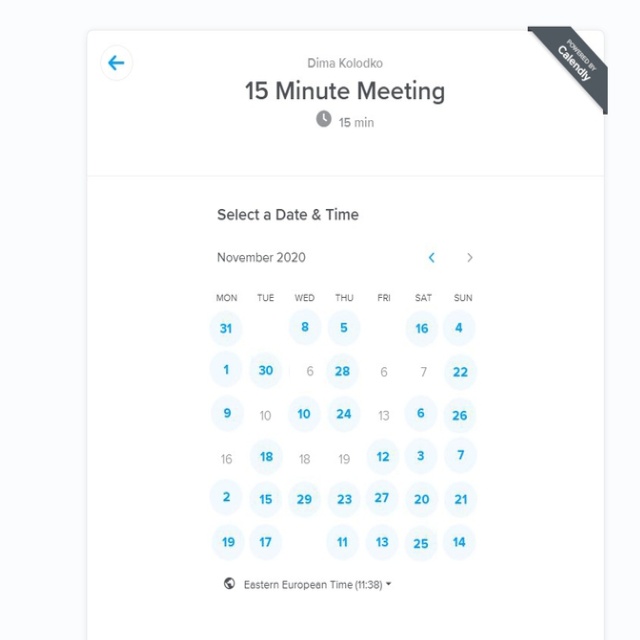 POWERED BY
Calendly
Dima Kolodko
15 Minute Meeting
15 min
Select a Date & Time
November 2020
MON TUE WED THU FRI SAT SUN
31 8 5 16 4
1 30 6 28 6 7 22
9 10 10 24 13 6 26
16 18 18 19 12 3 7
2 15 29 23 27 20 21
19 17 11 13 25 14
Eastern European Time (11:38)